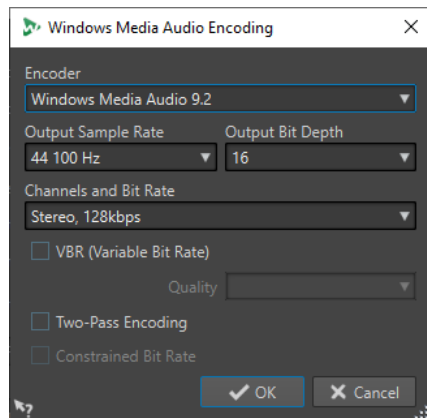 Windows Media Audio Encoding
Encoder
Windows Media Audio 9.2
Output Sample Rate Output Bit Depth
44 100 Hz 16
Channels and Bit Rate
Stereo, 128kbps
VBR (Variable Bit Rate)
Quality
Two-Pass Encoding
Constrained Bit Rate
? OK Cancel